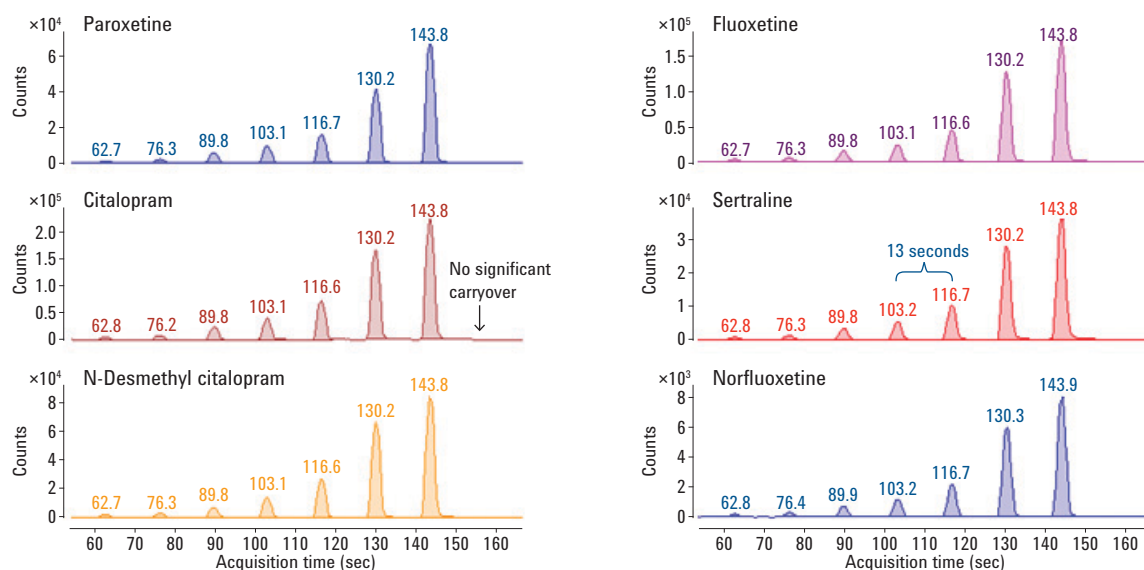 ×10⁴ Paroxetine
Counts
6
4
2
0
62.7 76.3 89.8 103.1 116.7 130.2 143.8
×10⁵ Fluoxetine
Counts
1.5
1.0
0.5
0
62.7 76.3 89.8 103.1 116.6 130.2 143.8
×10⁵ Citalopram
Counts
2.0
1.5
1.0
0.5
0
62.8 76.2 89.8 103.1 116.6 130.2 143.8
No significant
carryover
×10⁴ Sertraline
Counts
3
2
1
0
62.8 76.3 89.8 103.2 116.7 130.2 143.8
13 seconds
×10⁴ N-Desmethyl citalopram
Counts
8
6
4
2
0
62.7 76.3 89.8 103.1 116.6 130.2 143.8
60 70 80 90 100 110 120 130 140 150 160
Acquisition time (sec)
×10³ Norfluoxetine
Counts
8
6
4
2
0
62.8 76.4 89.9 103.2 116.7 130.3 143.9
60 70 80 90 100 110 120 130 140 150 160
Acquisition time (sec)